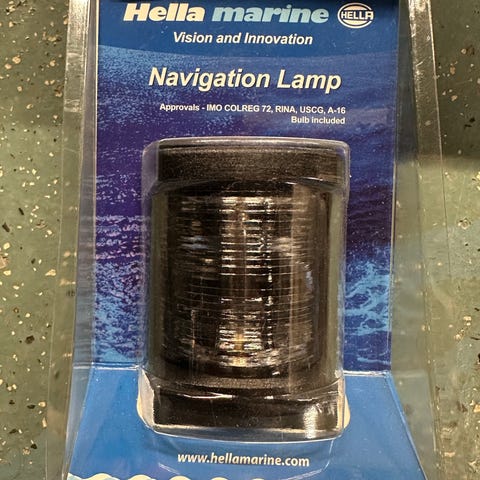 Hella marine
HELLA
Vision and Innovation
Navigation Lamp
Approvals - IMO COLREG 72, RINA, USCG, A-16
Bulb included
www.hellamarine.com